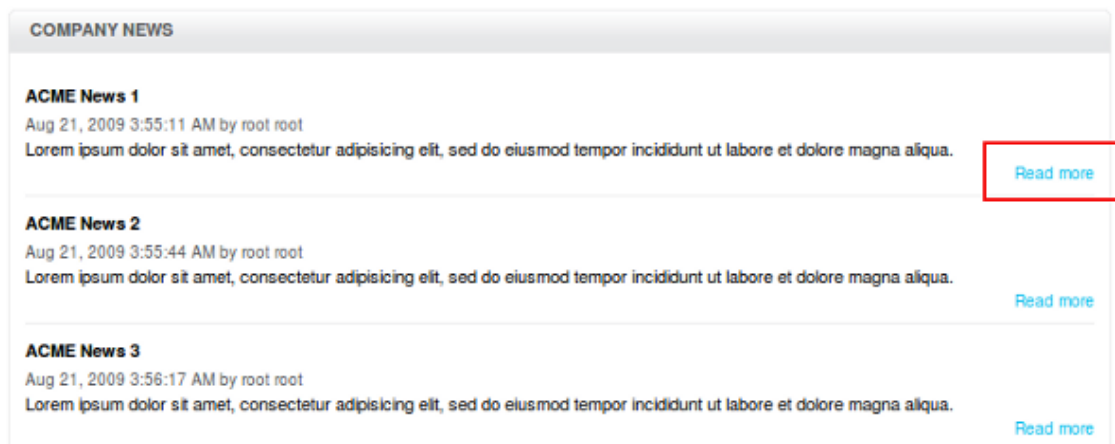 COMPANY NEWS
ACME News 1
Aug 21, 2009 3:55:11 AM by root root
Lorem ipsum dolor sit amet, consectetur adipisicing elit, sed do eiusmod tempor incididunt ut labore et dolore magna aliqua.
Read more
ACME News 2
Aug 21, 2009 3:55:44 AM by root root
Lorem ipsum dolor sit amet, consectetur adipisicing elit, sed do eiusmod tempor incididunt ut labore et dolore magna aliqua.
Read more
ACME News 3
Aug 21, 2009 3:56:17 AM by root root
Lorem ipsum dolor sit amet, consectetur adipisicing elit, sed do eiusmod tempor incididunt ut labore et dolore magna aliqua.
Read more